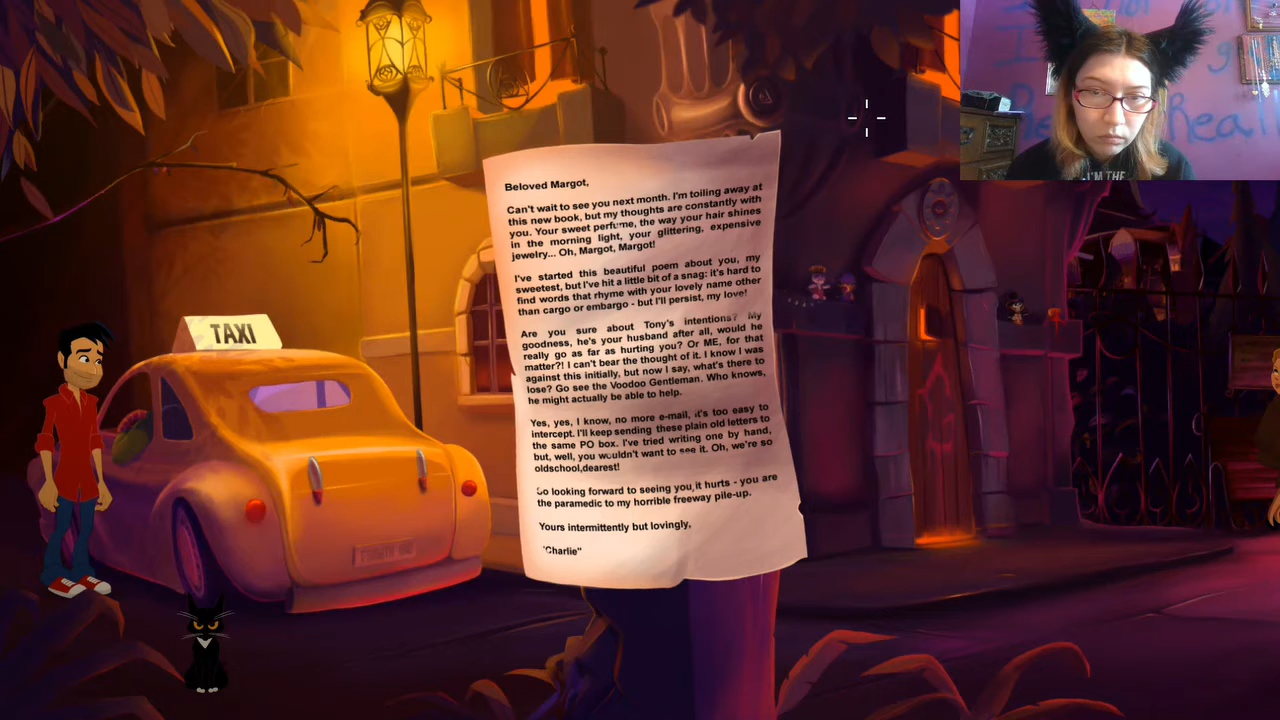 TAXI
Beloved Margot,
Can't wait to see you next month. I'm toiling away at
this new book, but my thoughts are constantly with
you. Your sweet perfume, the way your hair shines
in the morning light, your glittering, expensive
jewelry... Oh, Margot, Margot!
I've started this beautiful poem about you, my
sweetest, but I've hit a little bit of a snag: it's hard to
find words that rhyme with your lovely name other
than cargo or embargo - but I'll persist, my love!
Are you sure about Tony's intentions? My
goodness, he's your husband after all, would he
really go as far as hurting you? Or ME, for that
matter?! I can't bear the thought of it. I know I was
against this initially, but now I say, what's there to
lose? Go see the Voodoo Gentleman. Who knows,
he might actually be able to help.
Yes, yes, I know, no more e-mail, it's too easy to
intercept. I'll keep sending these plain old letters to
the same PO box. I've tried writing one by hand,
but, well, you wouldn't want to see it. Oh, we're so
oldschool,dearest!
So looking forward to seeing you,it hurts - you are
the paramedic to my horrible freeway pile-up.
Yours intermittently but lovingly,
"Charlie"
I'M THE